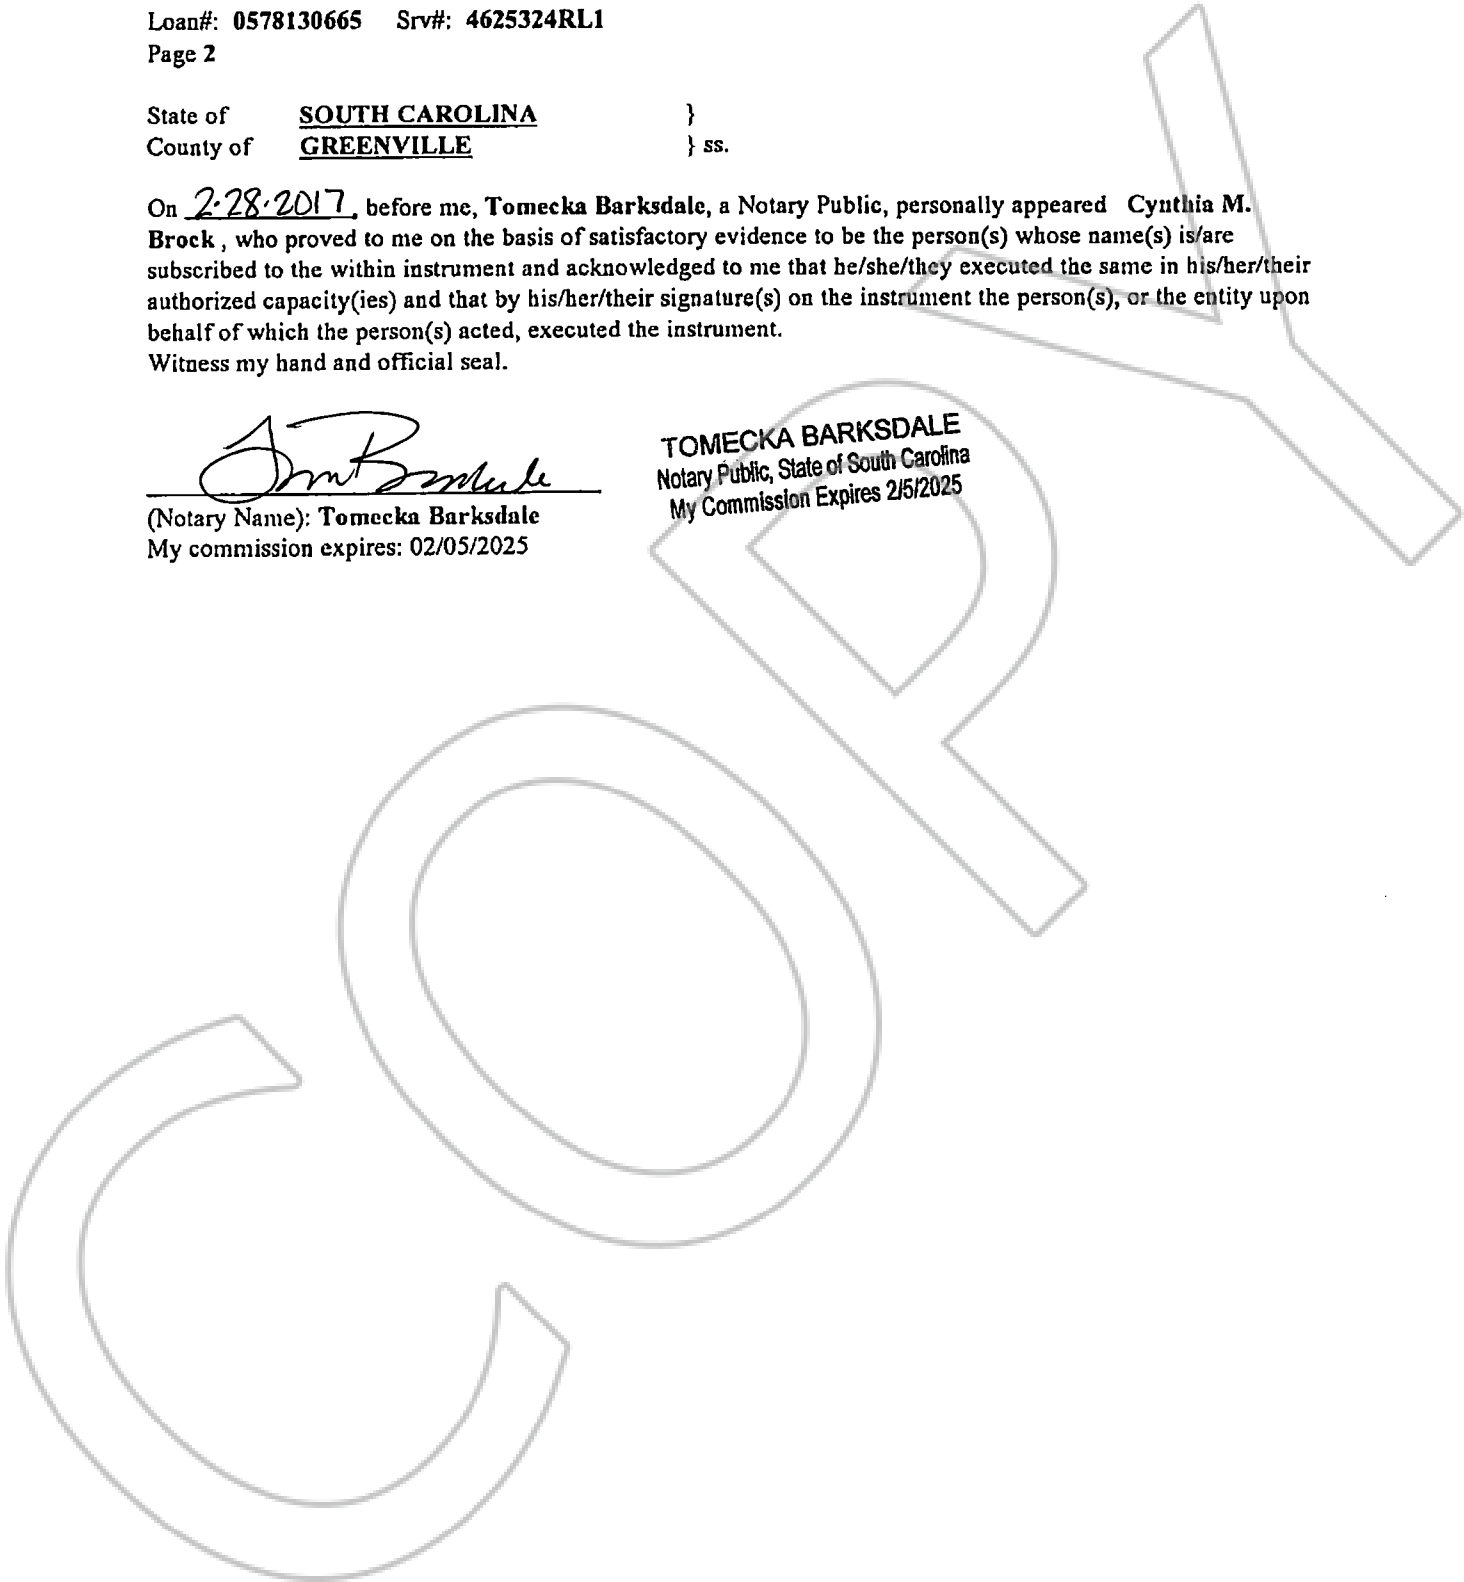 Loan#: 0578130665 Srv#: 4625324RL1
Page 2
State of SOUTH CAROLINA }
County of GREENVILLE } ss.
On 2·28·2017, before me, Tomecka Barksdale, a Notary Public, personally appeared Cynthia M.
Brock , who proved to me on the basis of satisfactory evidence to be the person(s) whose name(s) is/are
subscribed to the within instrument and acknowledged to me that he/she/they executed the same in his/her/their
authorized capacity(ies) and that by his/her/their signature(s) on the instrument the person(s), or the entity upon
behalf of which the person(s) acted, executed the instrument.
Witness my hand and official seal.
TOMECKA BARKSDALE
Notary Public, State of South Carolina
My Commission Expires 2/5/2025
(Notary Name): Tomecka Barksdale
My commission expires: 02/05/2025
COPY